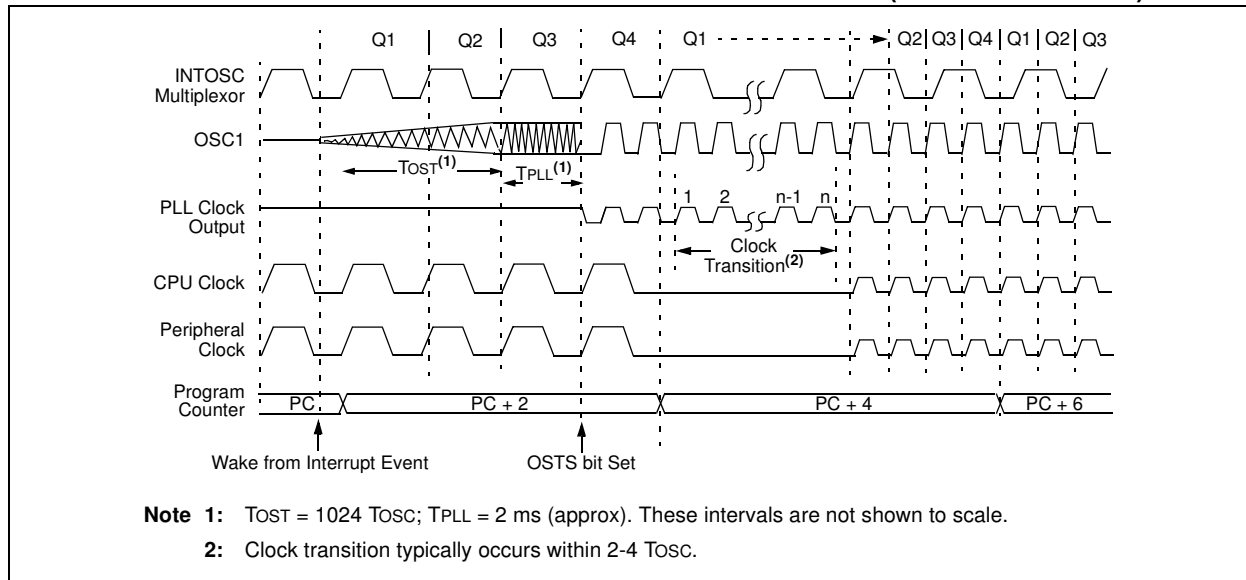 Q1 Q2 Q3 Q4 Q1 Q2 Q3 Q4 Q1 Q2 Q3
INTOSC
Multiplexor
OSC1
TOST(1)
TPLL(1)
1 2 n-1 n
PLL Clock
Output
Clock
Transition(2)
CPU Clock
Peripheral
Clock
Program
Counter
PC PC + 2 PC + 4 PC + 6
Wake from Interrupt Event OSTS bit Set
Note 1: TOST = 1024 TOSC; TPLL = 2 ms (approx). These intervals are not shown to scale.
2: Clock transition typically occurs within 2-4 TOSC.